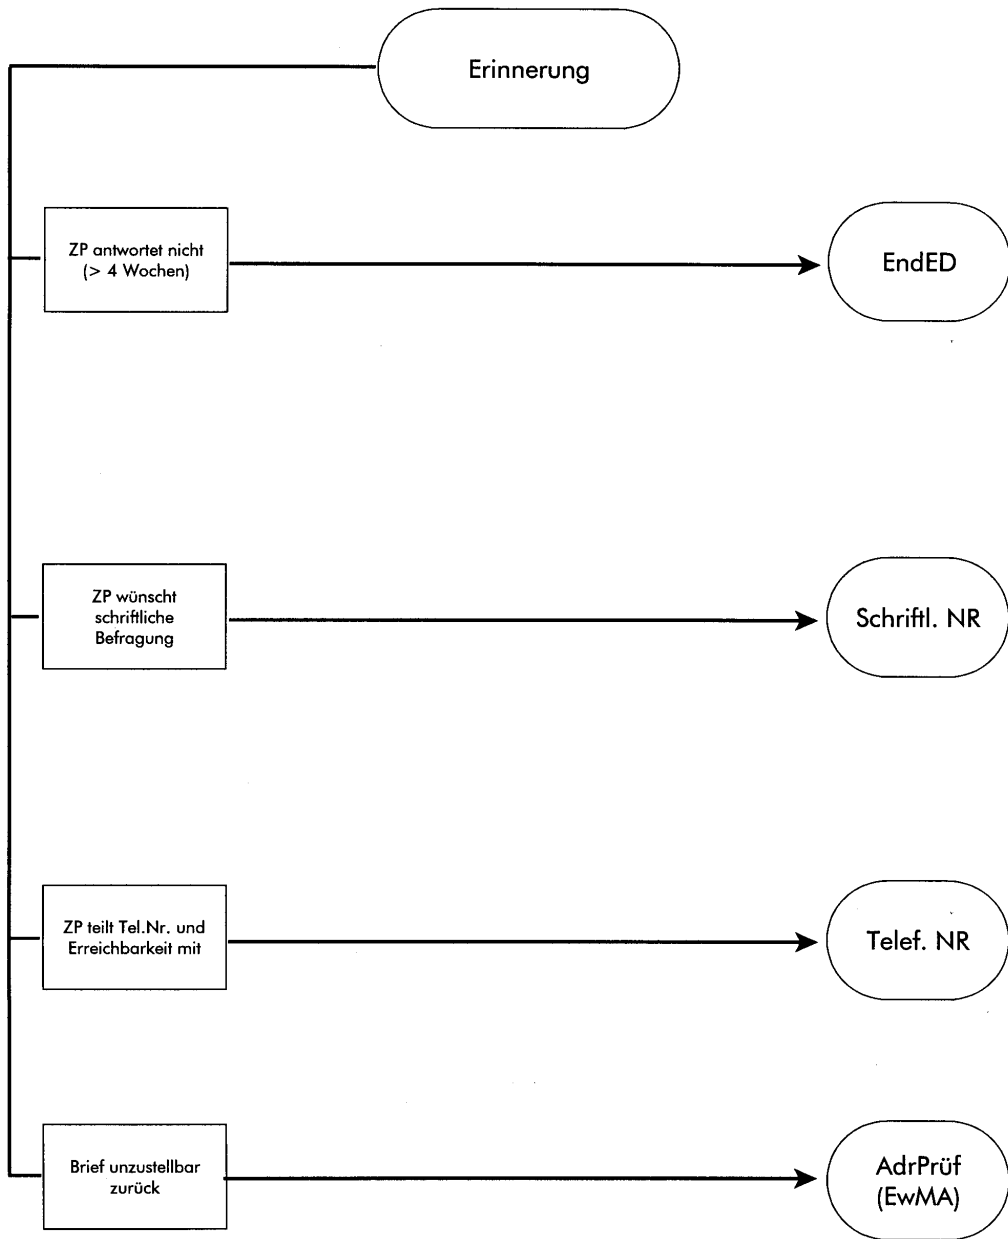 Erinnerung
ZP antwortet nicht
(> 4 Wochen)
EndED
ZP wünscht
schriftliche
Befragung
Schriftl. NR
ZP teilt Tel.Nr. und
Erreichbarkeit mit
Telef. NR
Brief unzustellbar
zurück
AdrPrüf
(EwMA)